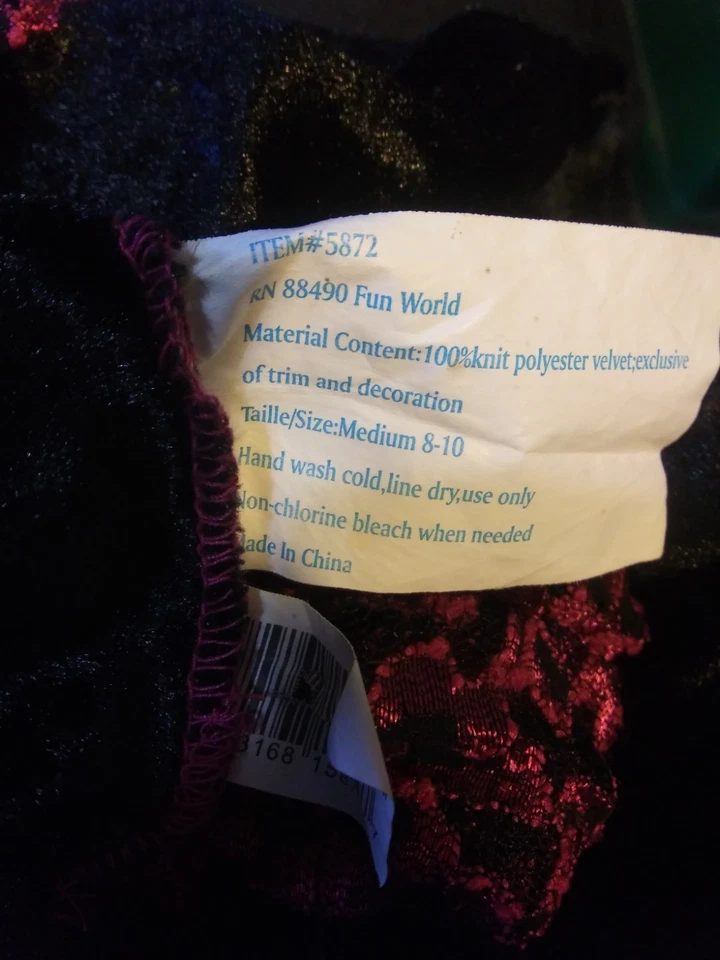 ITEM#5872
RN 88490 Fun World
Material Content:100%knit polyester velvet;exclusive
of trim and decoration
Taille/Size:Medium 8-10
Hand wash cold,line dry,use only
Non-chlorine bleach when needed
Made In China
3168